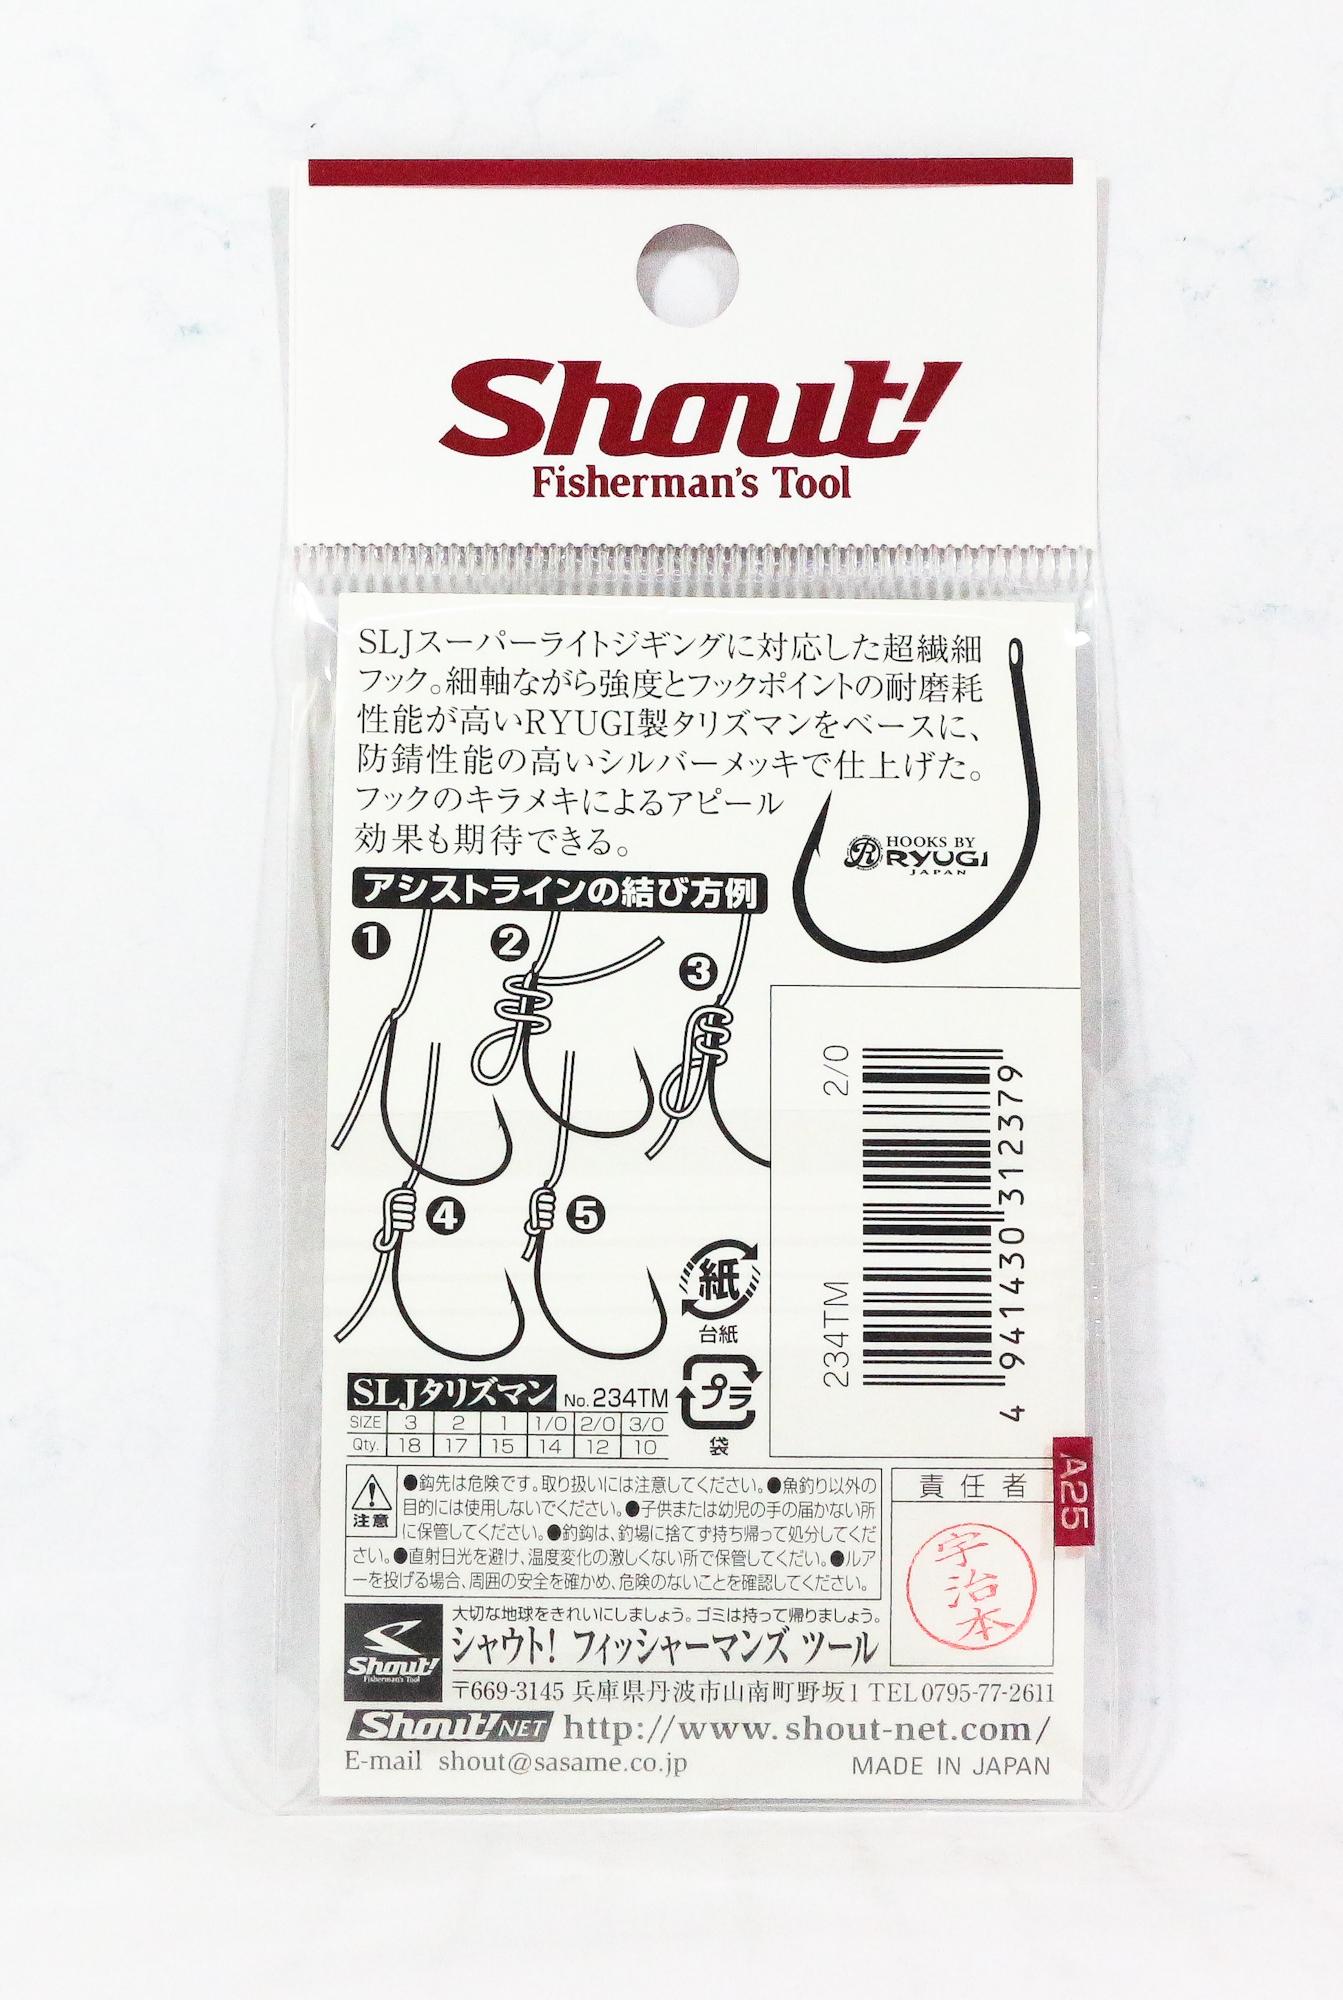 Shout!
Fisherman's Tool
SLJスーパーライトジギングに対応した超繊細
フック。細軸ながら強度とフックポイントの耐磨耗
性能が高いRYUGI製タリズマンをベースに、
防錆性能の高いシルバーメッキで仕上げた。
フックのキラメキによるアピール
効果も期待できる。
R HOOKS BY
RYUGI
JAPAN
アシストラインの結び方例
1
2
3
4
5
2/0
234TM
4 941430 312379
紙
台紙
プラ
袋
SLJタリズマン No.234TM
SIZE 3 2 1 1/0 2/0 3/0
Qty. 18 17 15 14 12 10
注意
●鈎先は危険です。取り扱いには注意してください。●魚釣り以外の
目的には使用しないでください。●子供または幼児の手の届かない所
に保管してください。●釣鈎は、釣場に捨てず持ち帰って処分してくだ
さい。●直射日光を避け、温度変化の激しくない所で保管してくだい。●ルア
ーを投げる場合、周囲の安全を確かめ、危険のないことを確認してください。
責任者
宇治本
A25
Shout!
Fisherman's Tool
大切な地球をきれいにしましょう。ゴミは持って帰りましょう。
シャウト! フィッシャーマンズ ツール
〒669-3145 兵庫県丹波市山南町野坂1 TEL0795-77-2611
Shout! NET http://www.shout-net.com/
E-mail shout@sasame.co.jp
MADE IN JAPAN